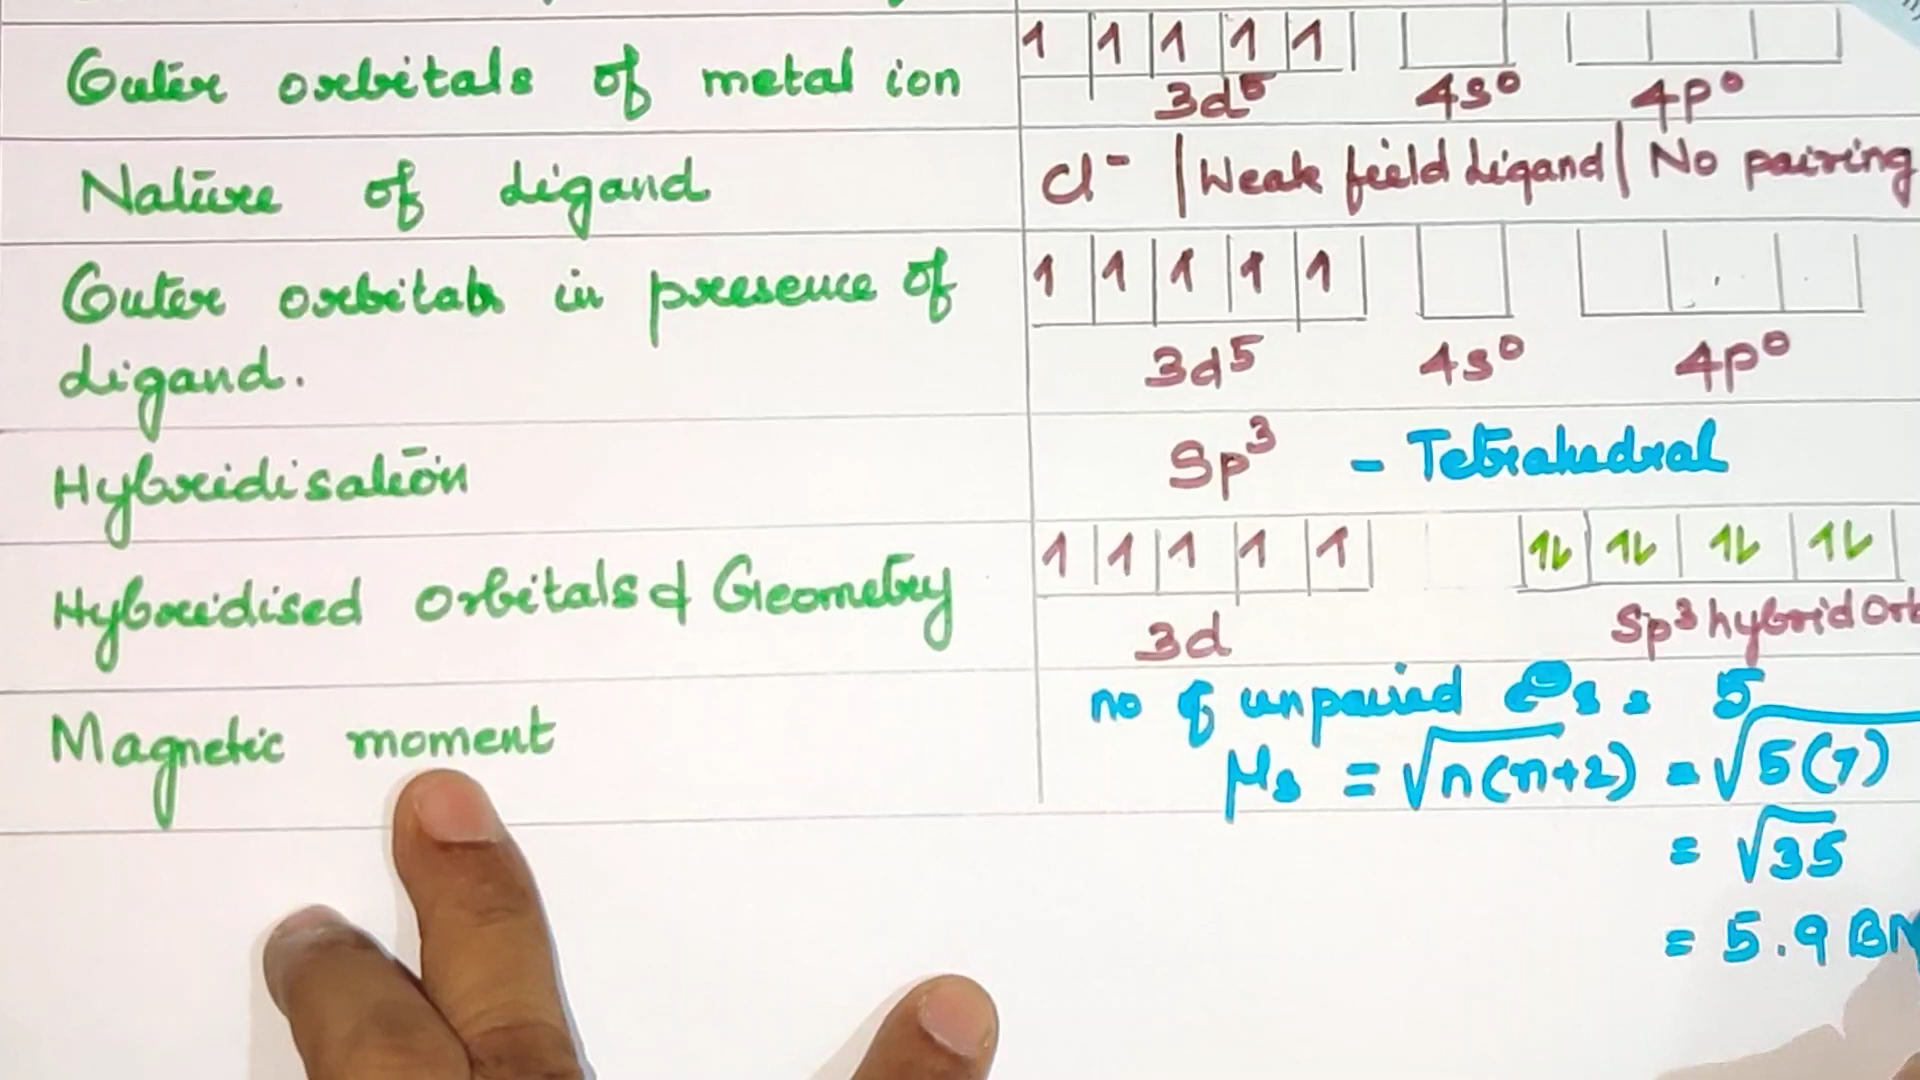 Outer orbitals of metal ion
1 1 1 1 1
3d⁵ 4s⁰ 4p⁰
Nature of ligand
Cl⁻ | Weak field Ligand | No pairing
Outer orbitals in presence of
ligand.
1 1 1 1 1
3d⁵ 4s⁰ 4p⁰
Hybridisation
Sp³ - Tetrahedral
Hybridised orbitals & Geometry
1 1 1 1 1 1L 1L 1L 1L
3d Sp³ hybrid Orb
Magnetic moment
no of unpaired e⊖s = 5
μs = √n(n+2) = √5(7)
= √35
= 5.9 BM